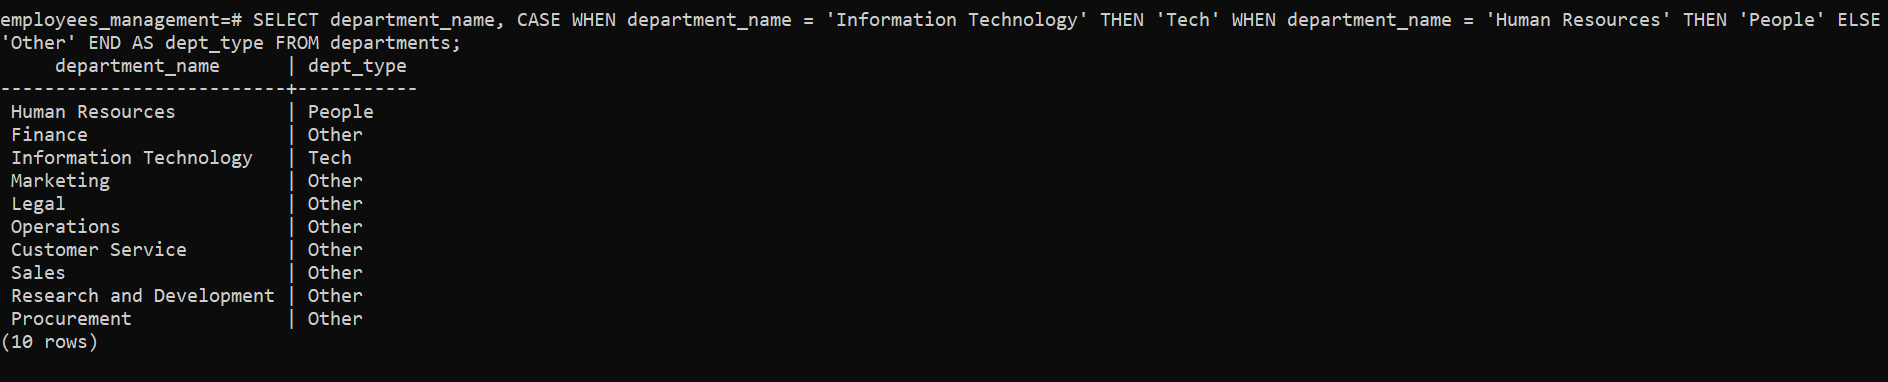 employees_management=# SELECT department_name, CASE WHEN department_name = 'Information Technology' THEN 'Tech' WHEN department_name = 'Human Resources' THEN 'People' ELSE
'Other' END AS dept_type FROM departments;
     department_name      | dept_type
--------------------------+-----------
 Human Resources          | People
 Finance                  | Other
 Information Technology   | Tech
 Marketing                | Other
 Legal                    | Other
 Operations               | Other
 Customer Service         | Other
 Sales                    | Other
 Research and Development | Other
 Procurement              | Other
(10 rows)